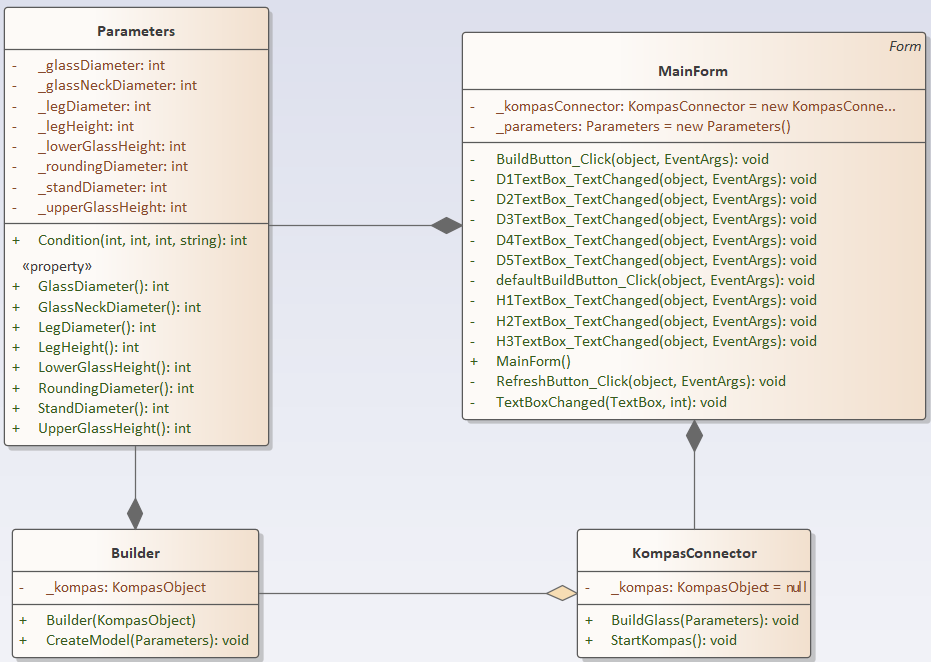 Parameters
- _glassDiameter: int
- _glassNeckDiameter: int
- _legDiameter: int
- _legHeight: int
- _lowerGlassHeight: int
- _roundingDiameter: int
- _standDiameter: int
- _upperGlassHeight: int
+ Condition(int, int, int, string): int
«property»
+ GlassDiameter(): int
+ GlassNeckDiameter(): int
+ LegDiameter(): int
+ LegHeight(): int
+ LowerGlassHeight(): int
+ RoundingDiameter(): int
+ StandDiameter(): int
+ UpperGlassHeight(): int
Form
MainForm
- _kompasConnector: KompasConnector = new KompasConne...
- _parameters: Parameters = new Parameters()
- BuildButton_Click(object, EventArgs): void
- D1TextBox_TextChanged(object, EventArgs): void
- D2TextBox_TextChanged(object, EventArgs): void
- D3TextBox_TextChanged(object, EventArgs): void
- D4TextBox_TextChanged(object, EventArgs): void
- D5TextBox_TextChanged(object, EventArgs): void
- defaultBuildButton_Click(object, EventArgs): void
- H1TextBox_TextChanged(object, EventArgs): void
- H2TextBox_TextChanged(object, EventArgs): void
- H3TextBox_TextChanged(object, EventArgs): void
+ MainForm()
- RefreshButton_Click(object, EventArgs): void
- TextBoxChanged(TextBox, int): void
Builder
- _kompas: KompasObject
+ Builder(KompasObject)
+ CreateModel(Parameters): void
KompasConnector
- _kompas: KompasObject = null
+ BuildGlass(Parameters): void
+ StartKompas(): void